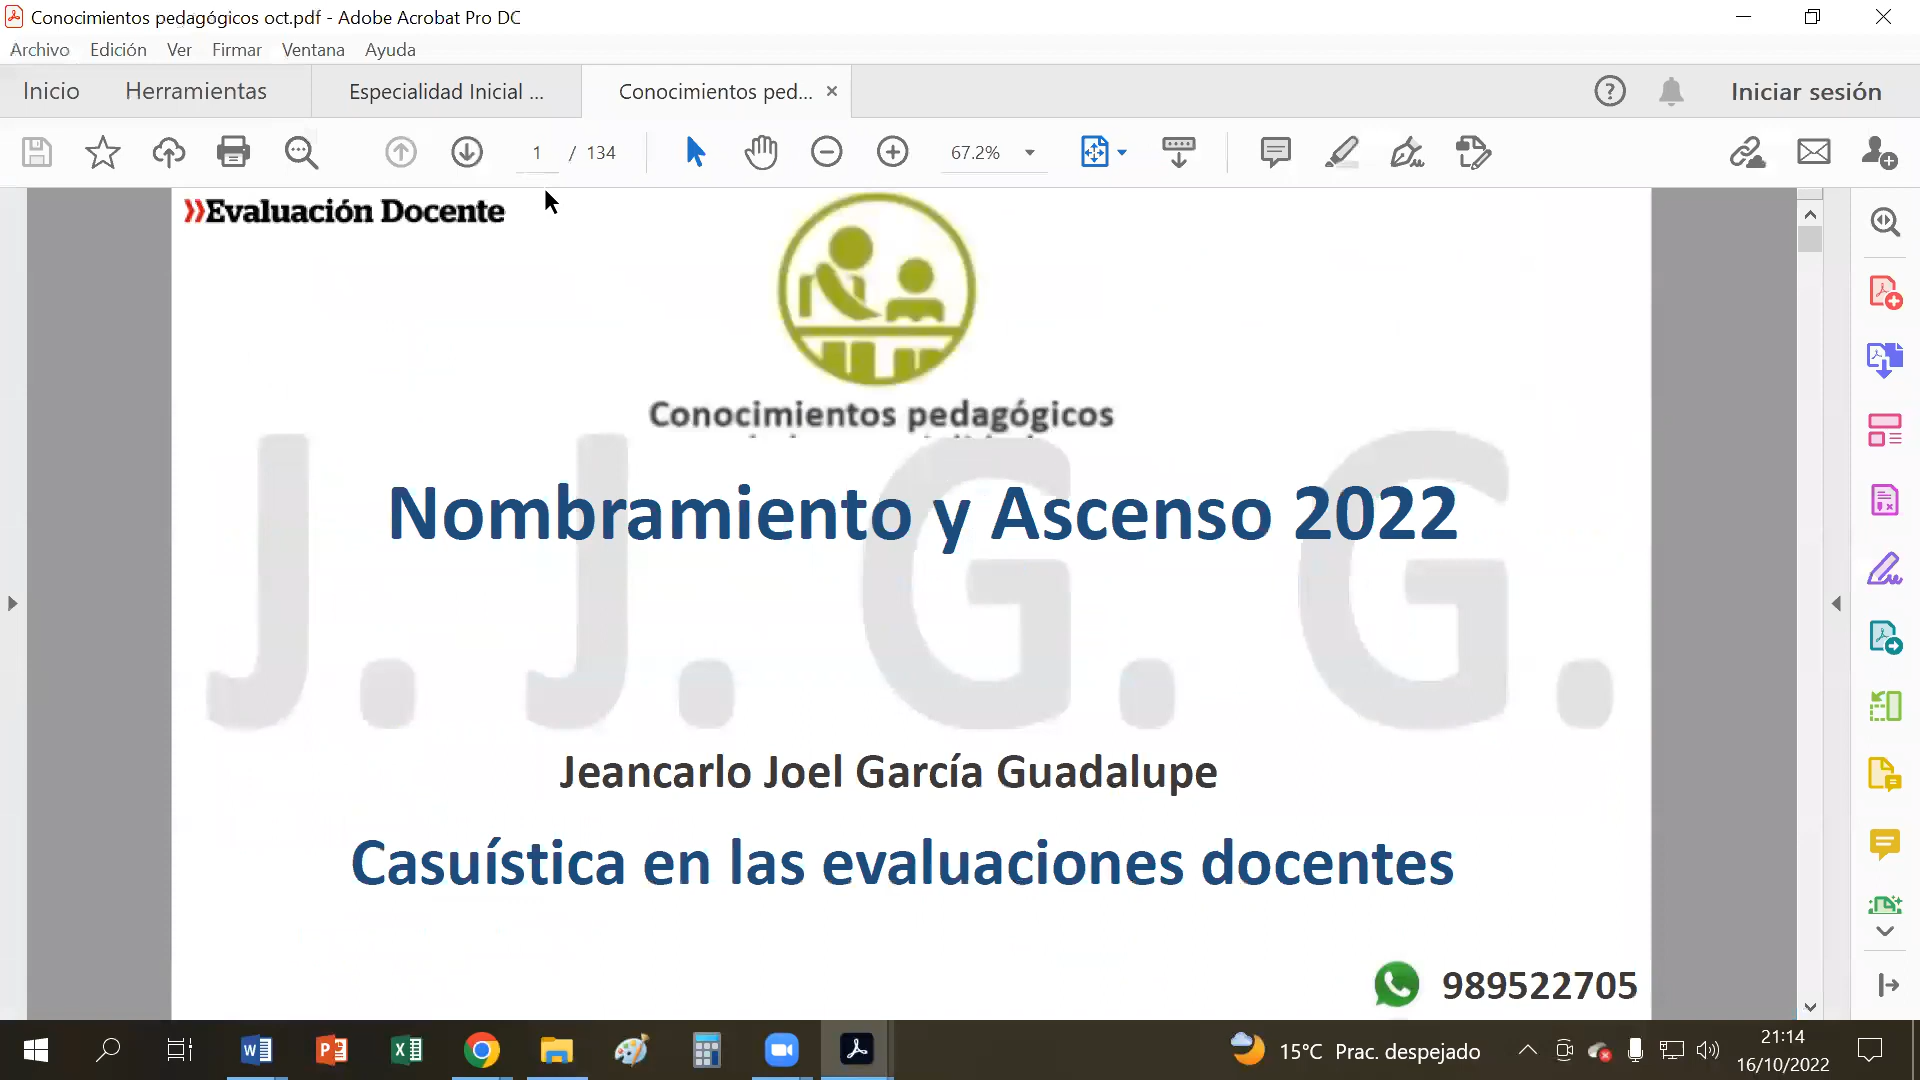 Conocimientos pedagógicos oct.pdf - Adobe Acrobat Pro DC
Archivo Edición Ver Firmar Ventana Ayuda
Inicio Herramientas Especialidad Inicial ... Conocimientos ped... × Iniciar sesión
1 / 134 67.2%
Evaluación Docente
Conocimientos pedagógicos
J. J. G. G.
Nombramiento y Ascenso 2022
Jeancarlo Joel García Guadalupe
Casuística en las evaluaciones docentes
989522705
15°C Prac. despejado
21:14
16/10/2022